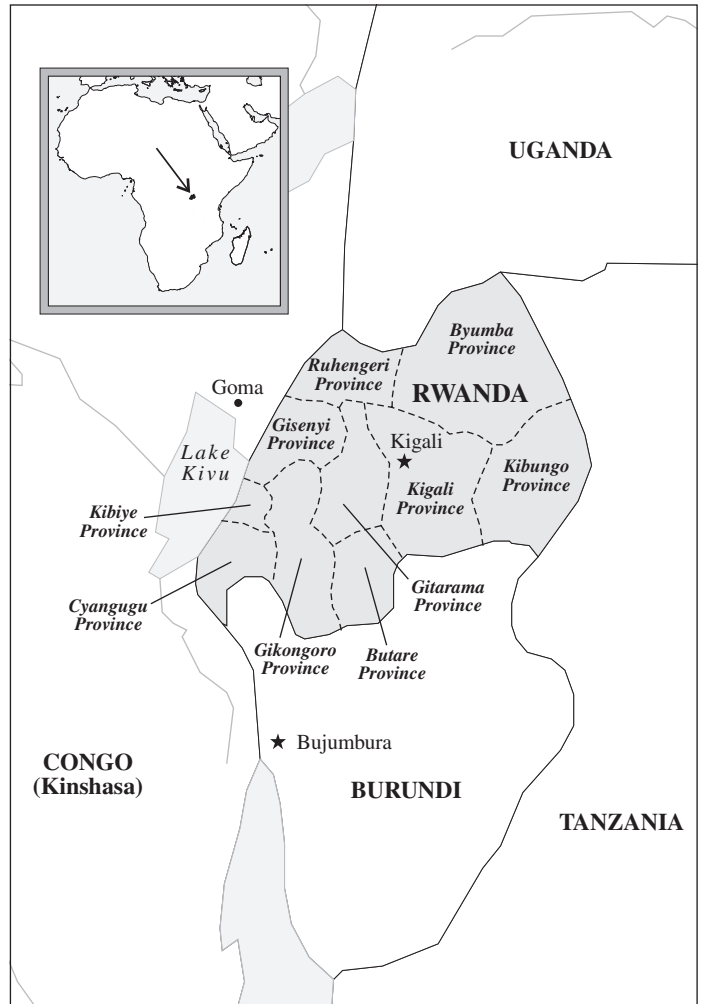 UGANDA
Byumba
Province
Ruhengeri
Province
RWANDA
Goma
Gisenyi
Province
Kigali
Lake
Kivu
Kibungo
Province
Kigali
Province
Kibiye
Province
Gitarama
Province
Cyangugu
Province
Gikongoro
Province
Butare
Province
Bujumbura
CONGO
(Kinshasa)
BURUNDI
TANZANIA